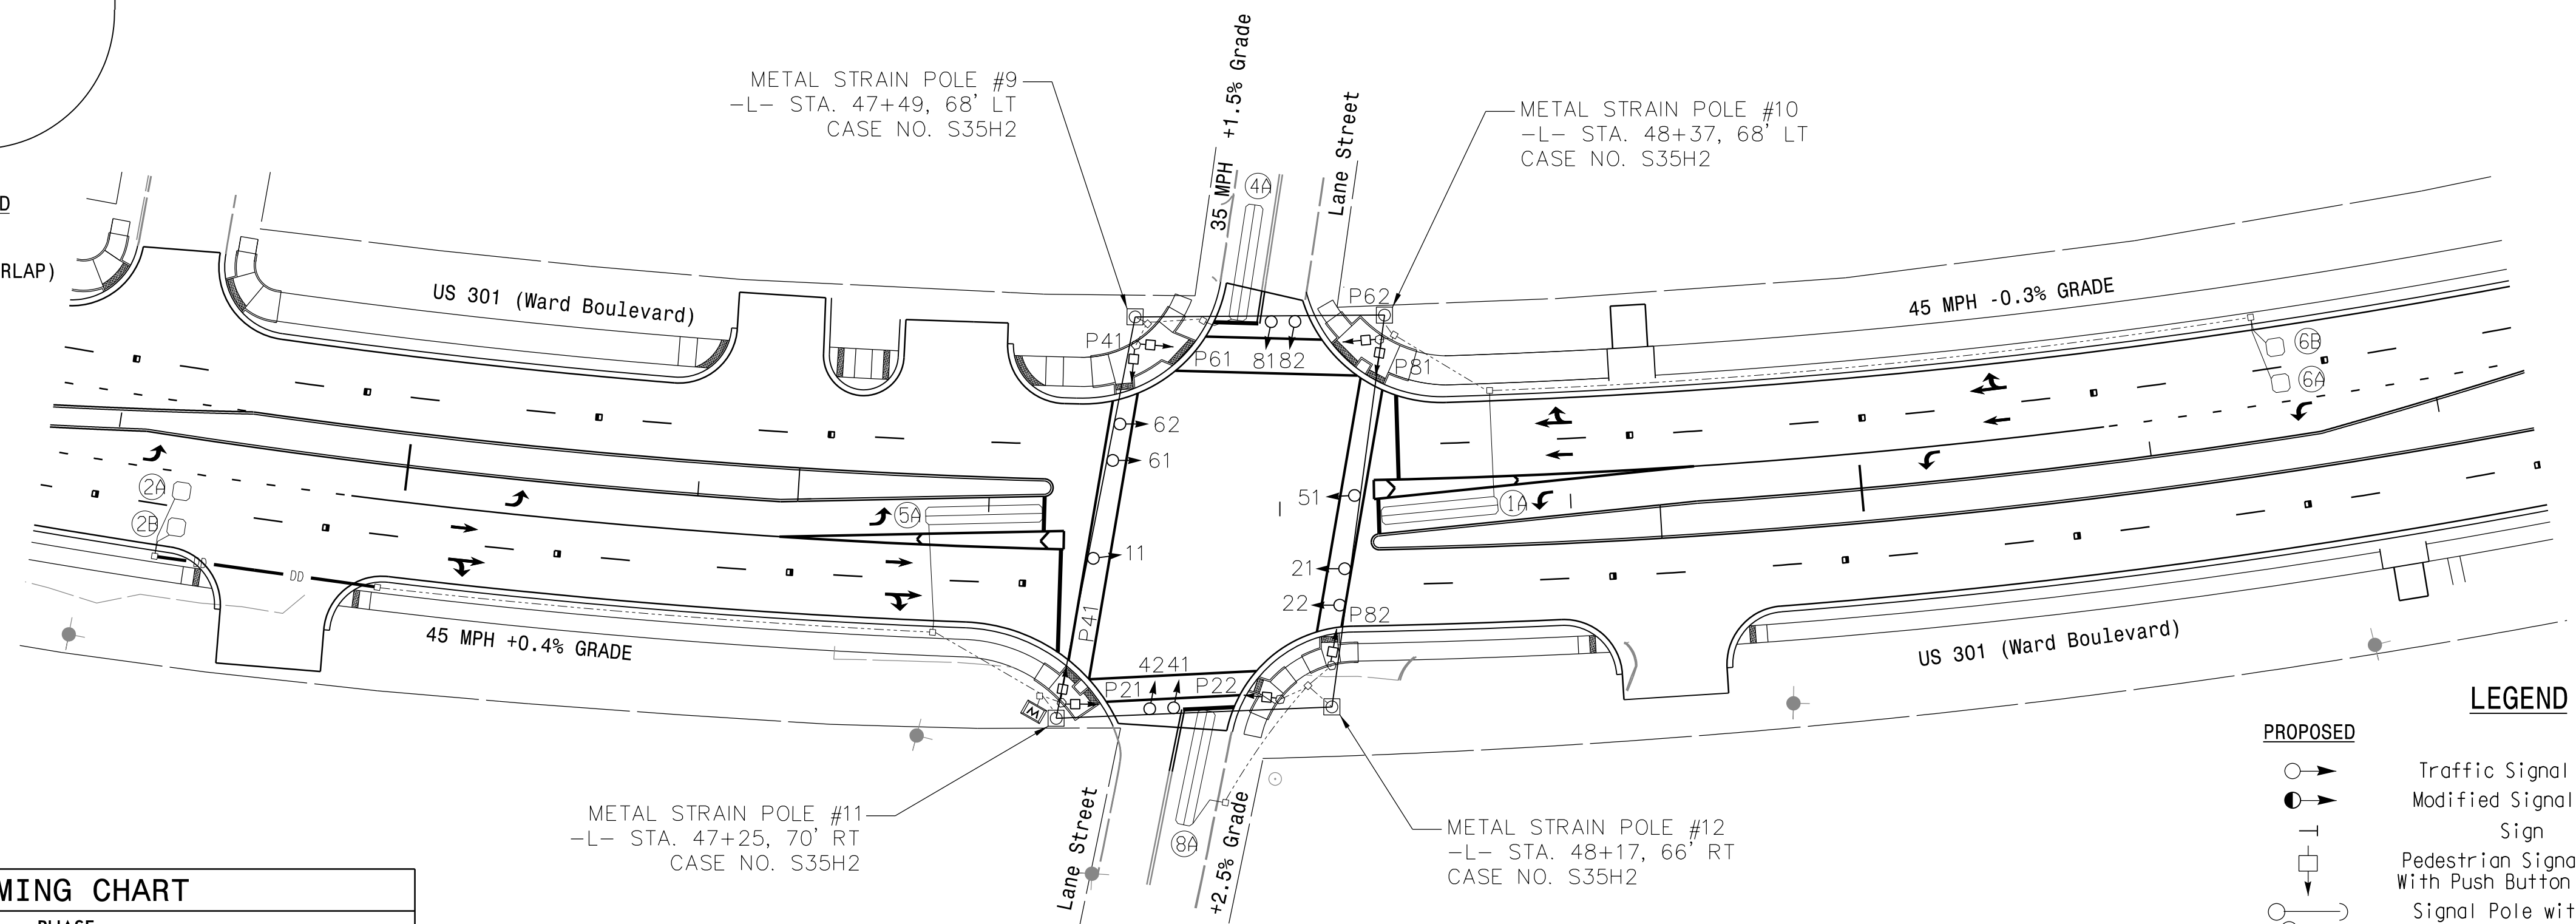 METAL STRAIN POLE #9
-L- STA. 47+49, 68' LT
CASE NO. S35H2
35 MPH +1.5% Grade
Lane Street
METAL STRAIN POLE #10
-L- STA. 48+37, 68' LT
CASE NO. S35H2
D
RLAP)
4A
US 301 (Ward Boulevard)
45 MPH -0.3% GRADE
P62
P41
P61
81 82
P81
6B
6A
62
61
51
1A
2A
2B
5A
11
21
22
P82
DD
DD
P41
45 MPH +0.4% GRADE
42 41
P21
P22
US 301 (Ward Boulevard)
M
8A
Lane Street
+2.5% Grade
METAL STRAIN POLE #11
-L- STA. 47+25, 70' RT
CASE NO. S35H2
METAL STRAIN POLE #12
-L- STA. 48+17, 66' RT
CASE NO. S35H2
LEGEND
PROPOSED
Traffic Signal
Modified Signal
Sign
Pedestrian Signa
With Push Button
Signal Pole wit
MING CHART
PHASE